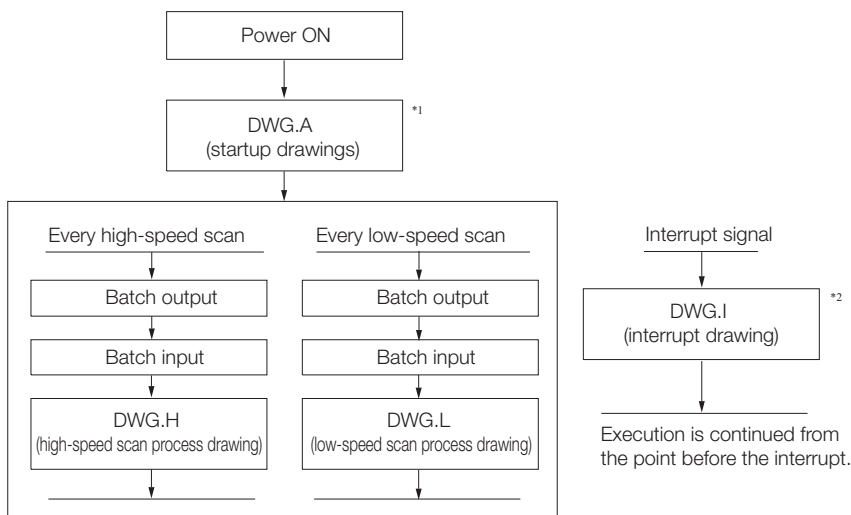 Power ON
DWG.A
(startup drawings)
*1
Every high-speed scan
Batch output
Batch input
DWG.H
(high-speed scan process drawing)
Every low-speed scan
Batch output
Batch input
DWG.L
(low-speed scan process drawing)
Interrupt signal
DWG.I
(interrupt drawing)
*2
Execution is continued from
the point before the interrupt.